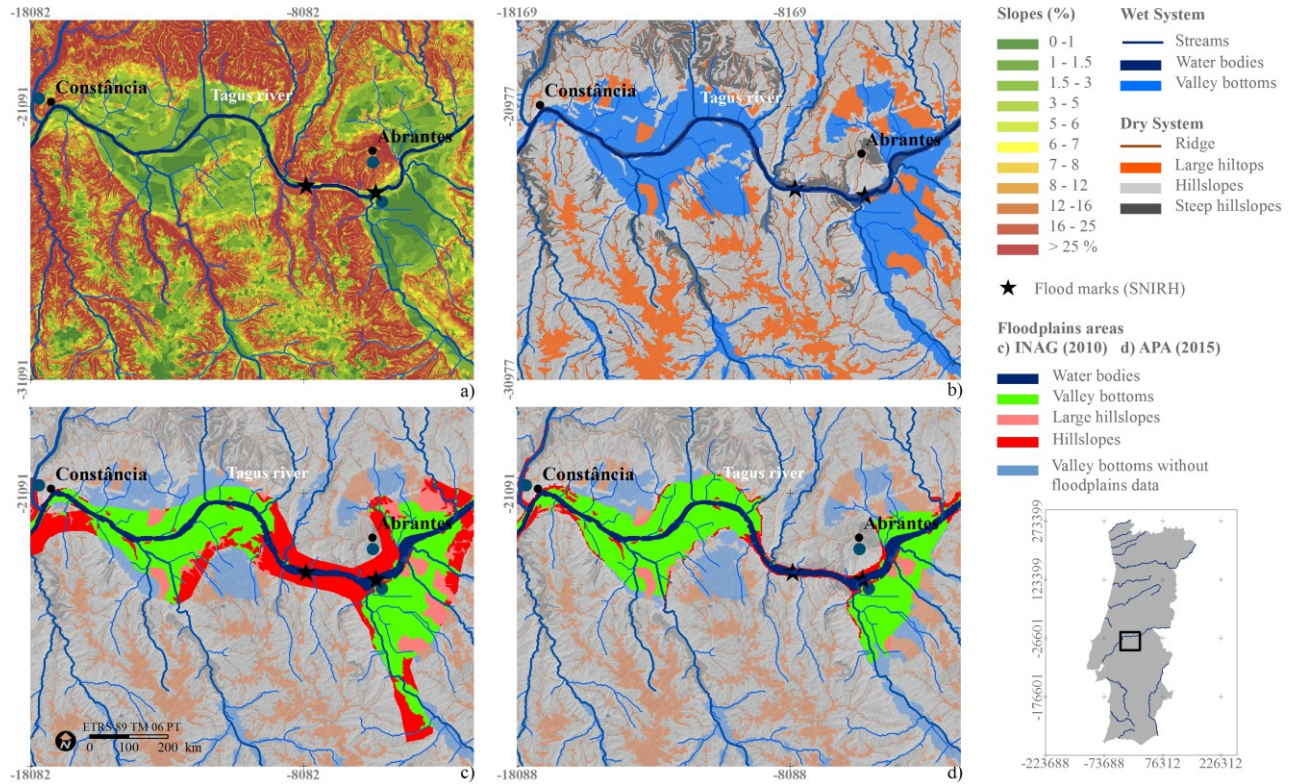 -18082
-8082
-21091
-31091
Constância
Tagus river
Abrantes
a)
-18169
-8169
-20977
-30977
Constância
Tagus river
Abrantes
b)
Slopes (%)
0 -1
1 - 1.5
1.5 - 3
3 - 5
5 - 6
6 - 7
7 - 8
8 - 12
12 -16
16 - 25
> 25 %
Wet System
Streams
Water bodies
Valley bottoms
Dry System
Ridge
Large hiltops
Hillslopes
Steep hillslopes
Flood marks (SNIRH)
Floodplains areas
c) INAG (2010) d) APA (2015)
Water bodies
Valley bottoms
Large hillslopes
Hillslopes
Valley bottoms without
floodplains data
-21091
Constância
Tagus river
Abrantes
ETRS 89 TM 06 PT
N
0 100 200 km
c)
-18082
-8082
-21091
Constância
Tagus river
Abrantes
d)
-18088
-8088
273399
123399
-26601
-176601
-223688 -73688 76312 226312